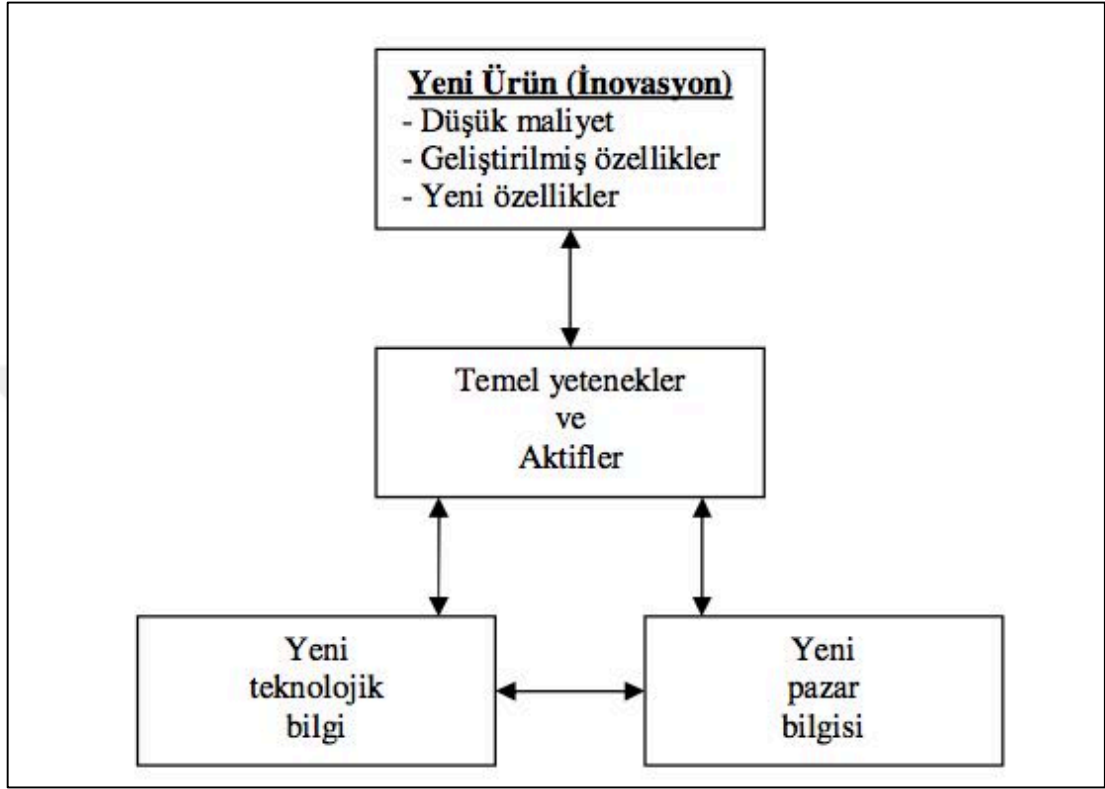 Yeni Ürün (İnovasyon)
- Düşük maliyet
- Geliştirilmiş özellikler
- Yeni özellikler
Temel yetenekler
ve
Aktifler
Yeni
teknolojik
bilgi
Yeni
pazar
bilgisi